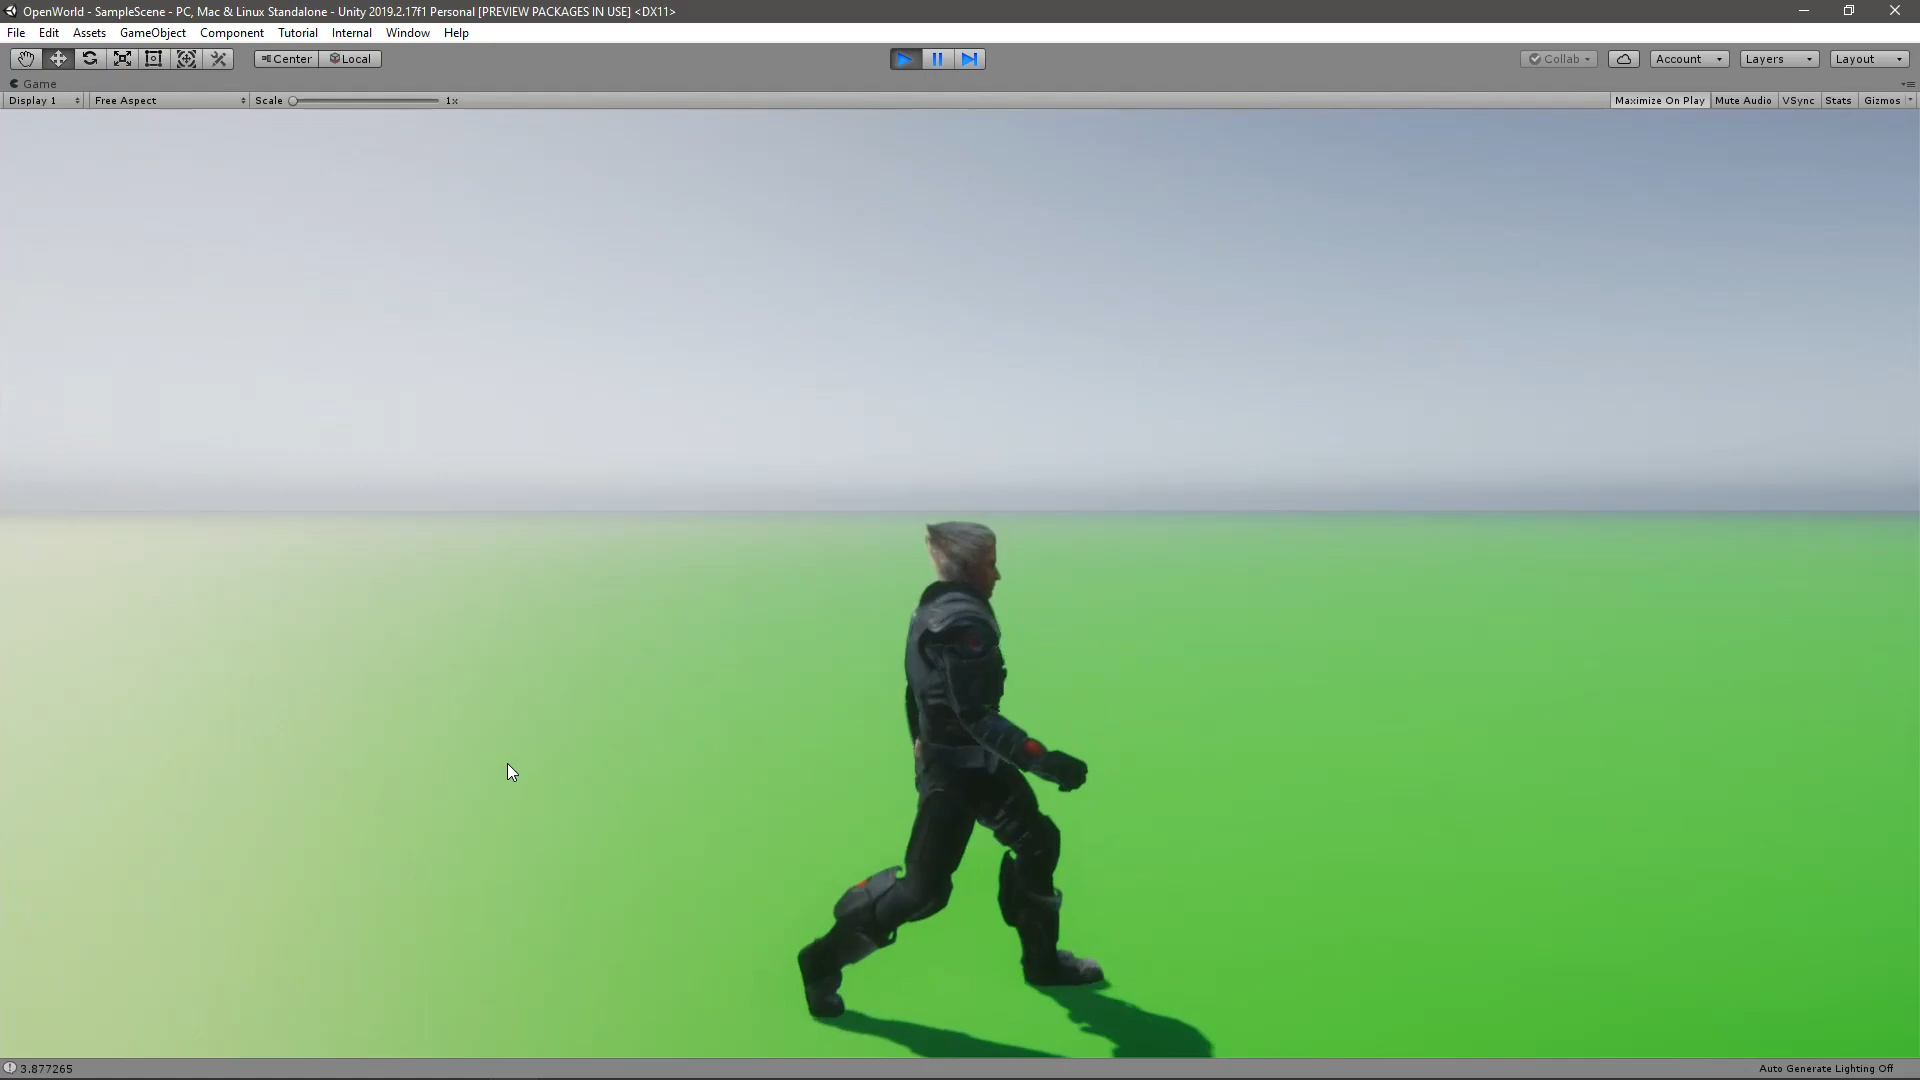 OpenWorld - SampleScene - PC, Mac & Linux Standalone - Unity 2019.2.17f1 Personal [PREVIEW PACKAGES IN USE] <DX11>
File Edit Assets GameObject Component Tutorial Internal Window Help
Center Local Collab Account Layers Layout
Game
Display 1 Free Aspect Scale 1x Maximize On Play Mute Audio VSync Stats Gizmos
3.877265 Auto Generate Lighting Off